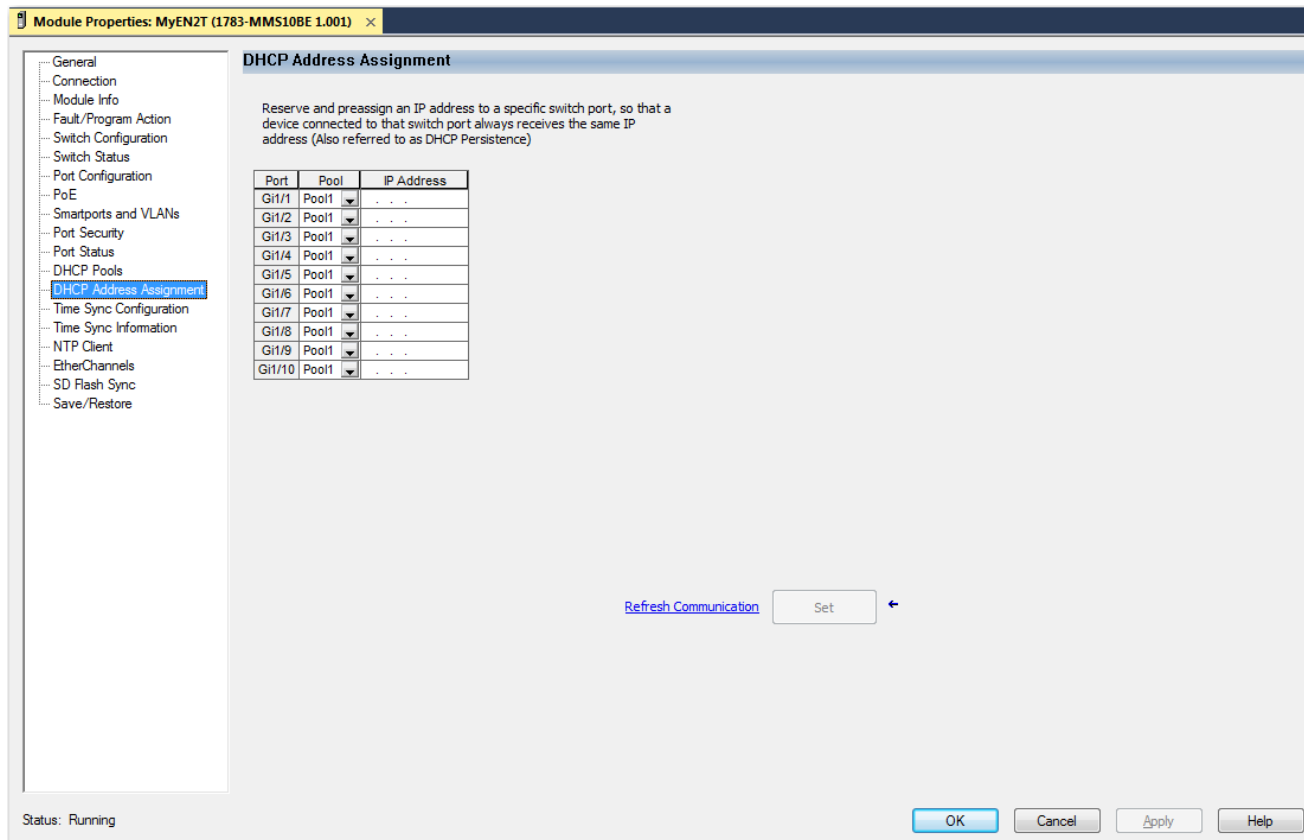 Module Properties: MyEN2T (1783-MMS10BE 1.001) ×
General
Connection
Module Info
Fault/Program Action
Switch Configuration
Switch Status
Port Configuration
PoE
Smartports and VLANs
Port Security
Port Status
DHCP Pools
DHCP Address Assignment
Time Sync Configuration
Time Sync Information
NTP Client
EtherChannels
SD Flash Sync
Save/Restore
DHCP Address Assignment
Reserve and preassign an IP address to a specific switch port, so that a
device connected to that switch port always receives the same IP
address (Also referred to as DHCP Persistence)
Port Pool IP Address
Gi1/1 Pool1 . . .
Gi1/2 Pool1 . . .
Gi1/3 Pool1 . . .
Gi1/4 Pool1 . . .
Gi1/5 Pool1 . . .
Gi1/6 Pool1 . . .
Gi1/7 Pool1 . . .
Gi1/8 Pool1 . . .
Gi1/9 Pool1 . . .
Gi1/10 Pool1 . . .
Refresh Communication Set
Status: Running
OK Cancel Apply Help